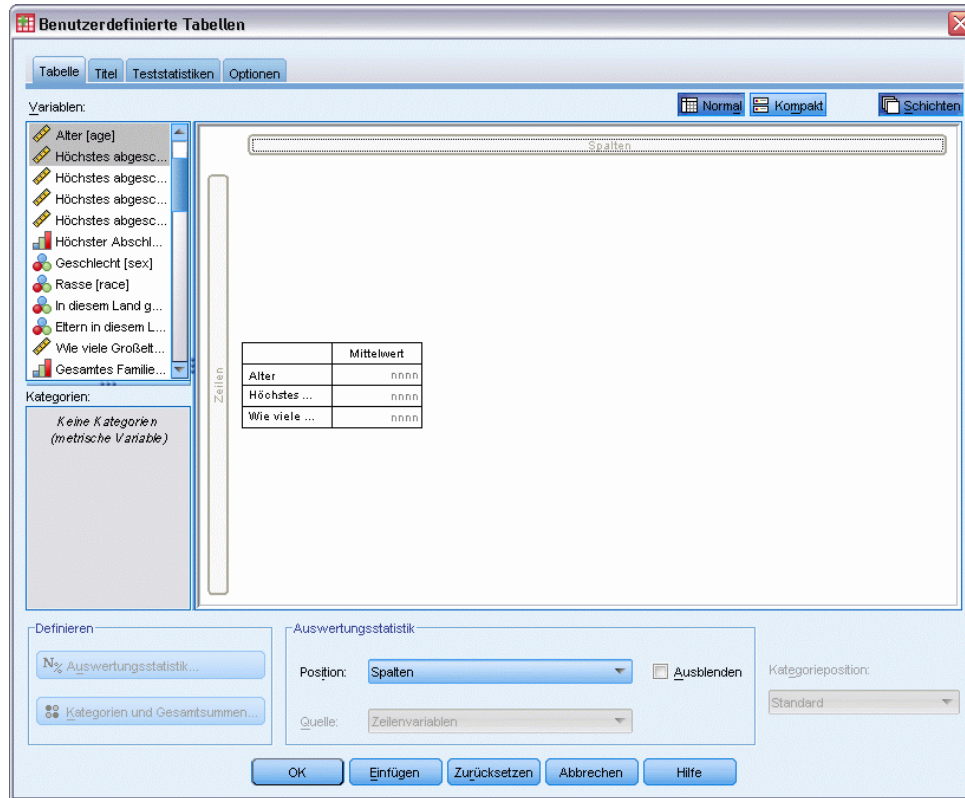 Benutzerdefinierte Tabellen
Tabelle Titel Teststatistiken Optionen
Variablen:
Normal Kompakt Schichten
Alter [age]
Höchstes abgesc...
Höchstes abgesc...
Höchstes abgesc...
Höchstes abgesc...
Höchster Abschl...
Geschlecht [sex]
Rasse [race]
In diesem Land g...
Eltern in diesem L...
Wie viele Großelt...
Gesamtes Familie...
Kategorien:
Keine Kategorien
(metrische Variable)
Spalten
Zeilen
Mittelwert
Alter nnnn
Höchstes ... nnnn
Wie viele ... nnnn
Definieren
N% Auswertungsstatistik...
Kategorien und Gesamtsummen...
Auswertungsstatistik
Position: Spalten Ausblenden
Quelle: Zeilenvariablen
Kategorieposition:
Standard
OK Einfügen Zurücksetzen Abbrechen Hilfe